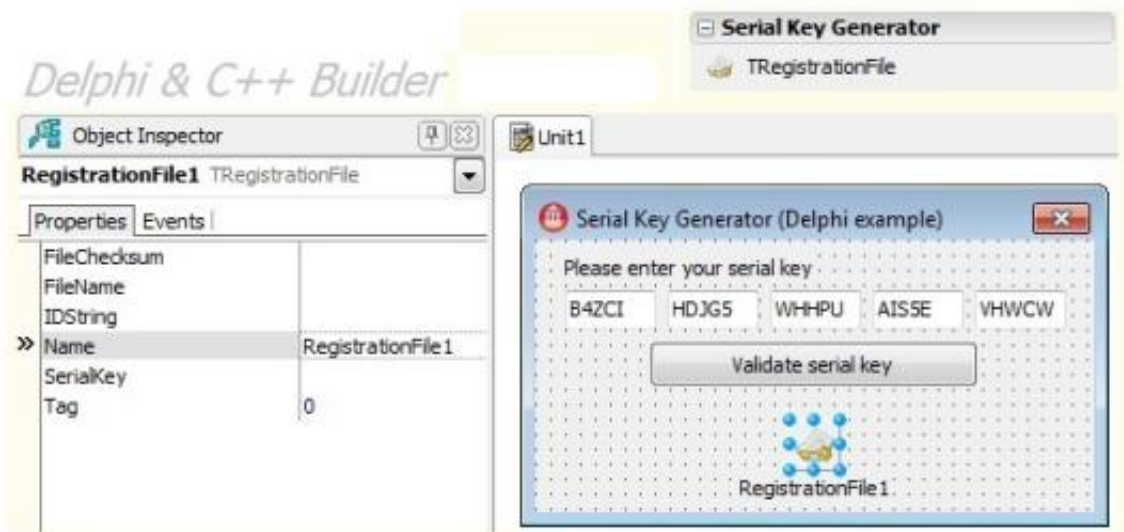 Serial Key Generator
TRegistrationFile
Delphi & C++ Builder
Object Inspector
RegistrationFile1 TRegistrationFile
Properties Events
FileChecksum
FileName
IDString
Name RegistrationFile1
SerialKey
Tag 0
Unit1
Serial Key Generator (Delphi example)
Please enter your serial key
B4ZCI HDJG5 WHHPU AIS5E VHWCW
Validate serial key
RegistrationFile1